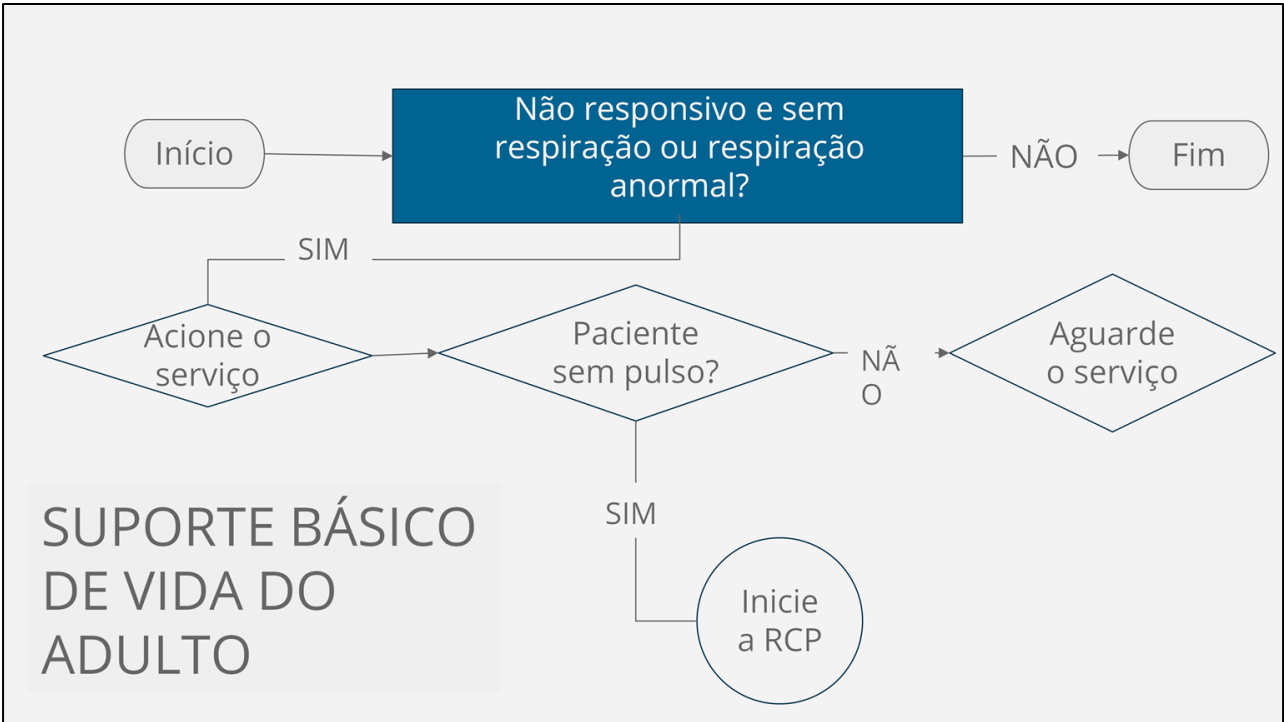 Não responsivo e sem
respiração ou respiração
anormal?
Início
NÃO
Fim
SIM
Acione o
serviço
Paciente
sem pulso?
NÃ
O
Aguarde
o serviço
SIM
Inicie
a RCP
SUPORTE BÁSICO
DE VIDA DO
ADULTO